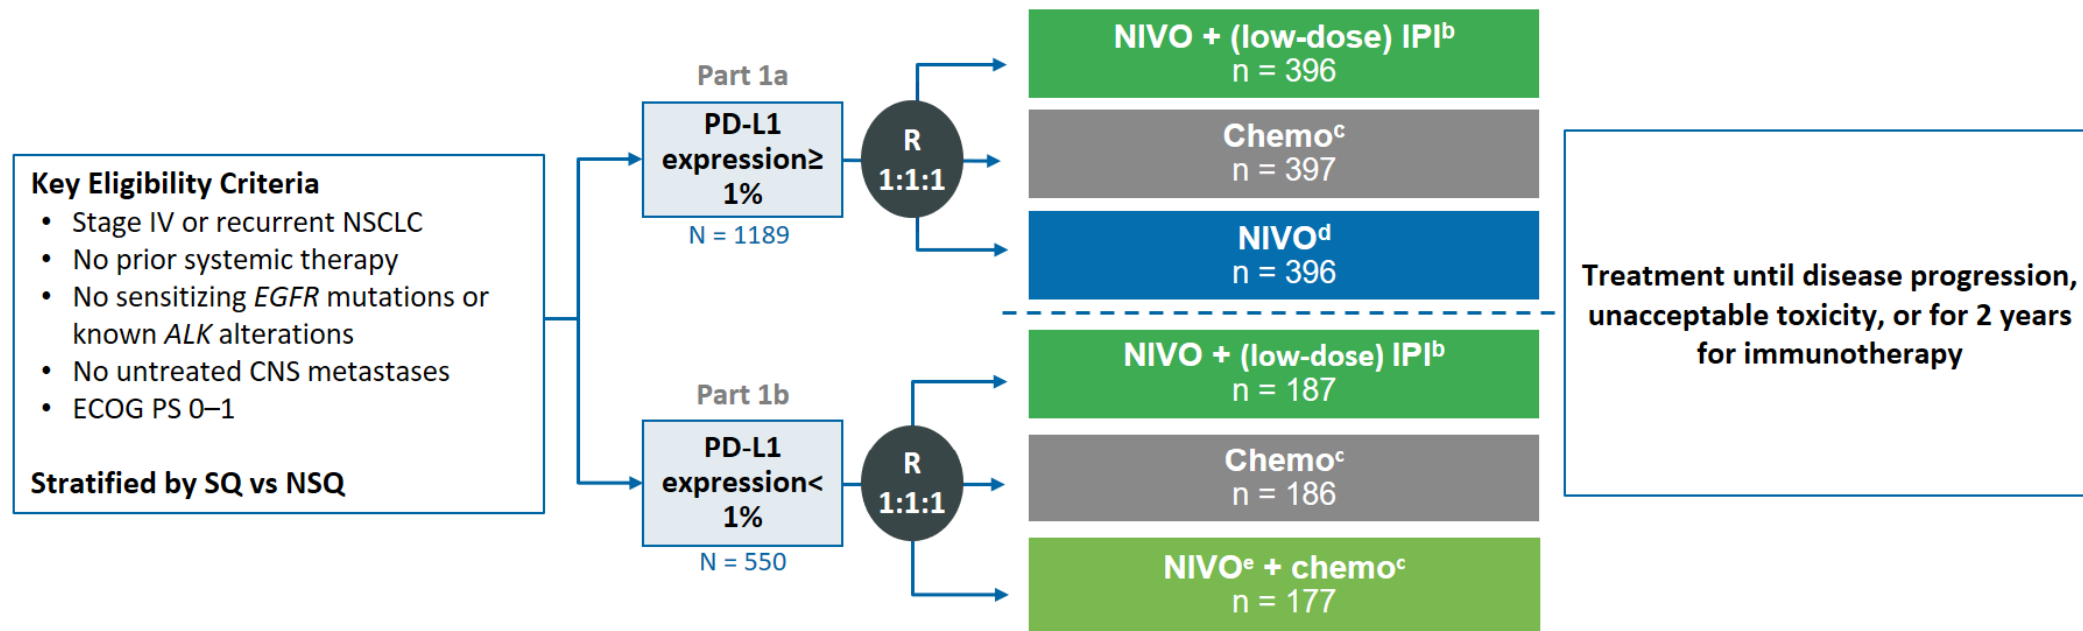 Key Eligibility Criteria
• Stage IV or recurrent NSCLC
• No prior systemic therapy
• No sensitizing EGFR mutations or
known ALK alterations
• No untreated CNS metastases
• ECOG PS 0–1
Stratified by SQ vs NSQ
Part 1a
PD-L1
expression≥
1%
N = 1189
R
1:1:1
NIVO + (low-dose) IPIᵇ
n = 396
Chemoᶜ
n = 397
NIVOᵈ
n = 396
Part 1b
PD-L1
expression<
1%
N = 550
R
1:1:1
NIVO + (low-dose) IPIᵇ
n = 187
Chemoᶜ
n = 186
NIVOᵉ + chemoᶜ
n = 177
Treatment until disease progression,
unacceptable toxicity, or for 2 years
for immunotherapy